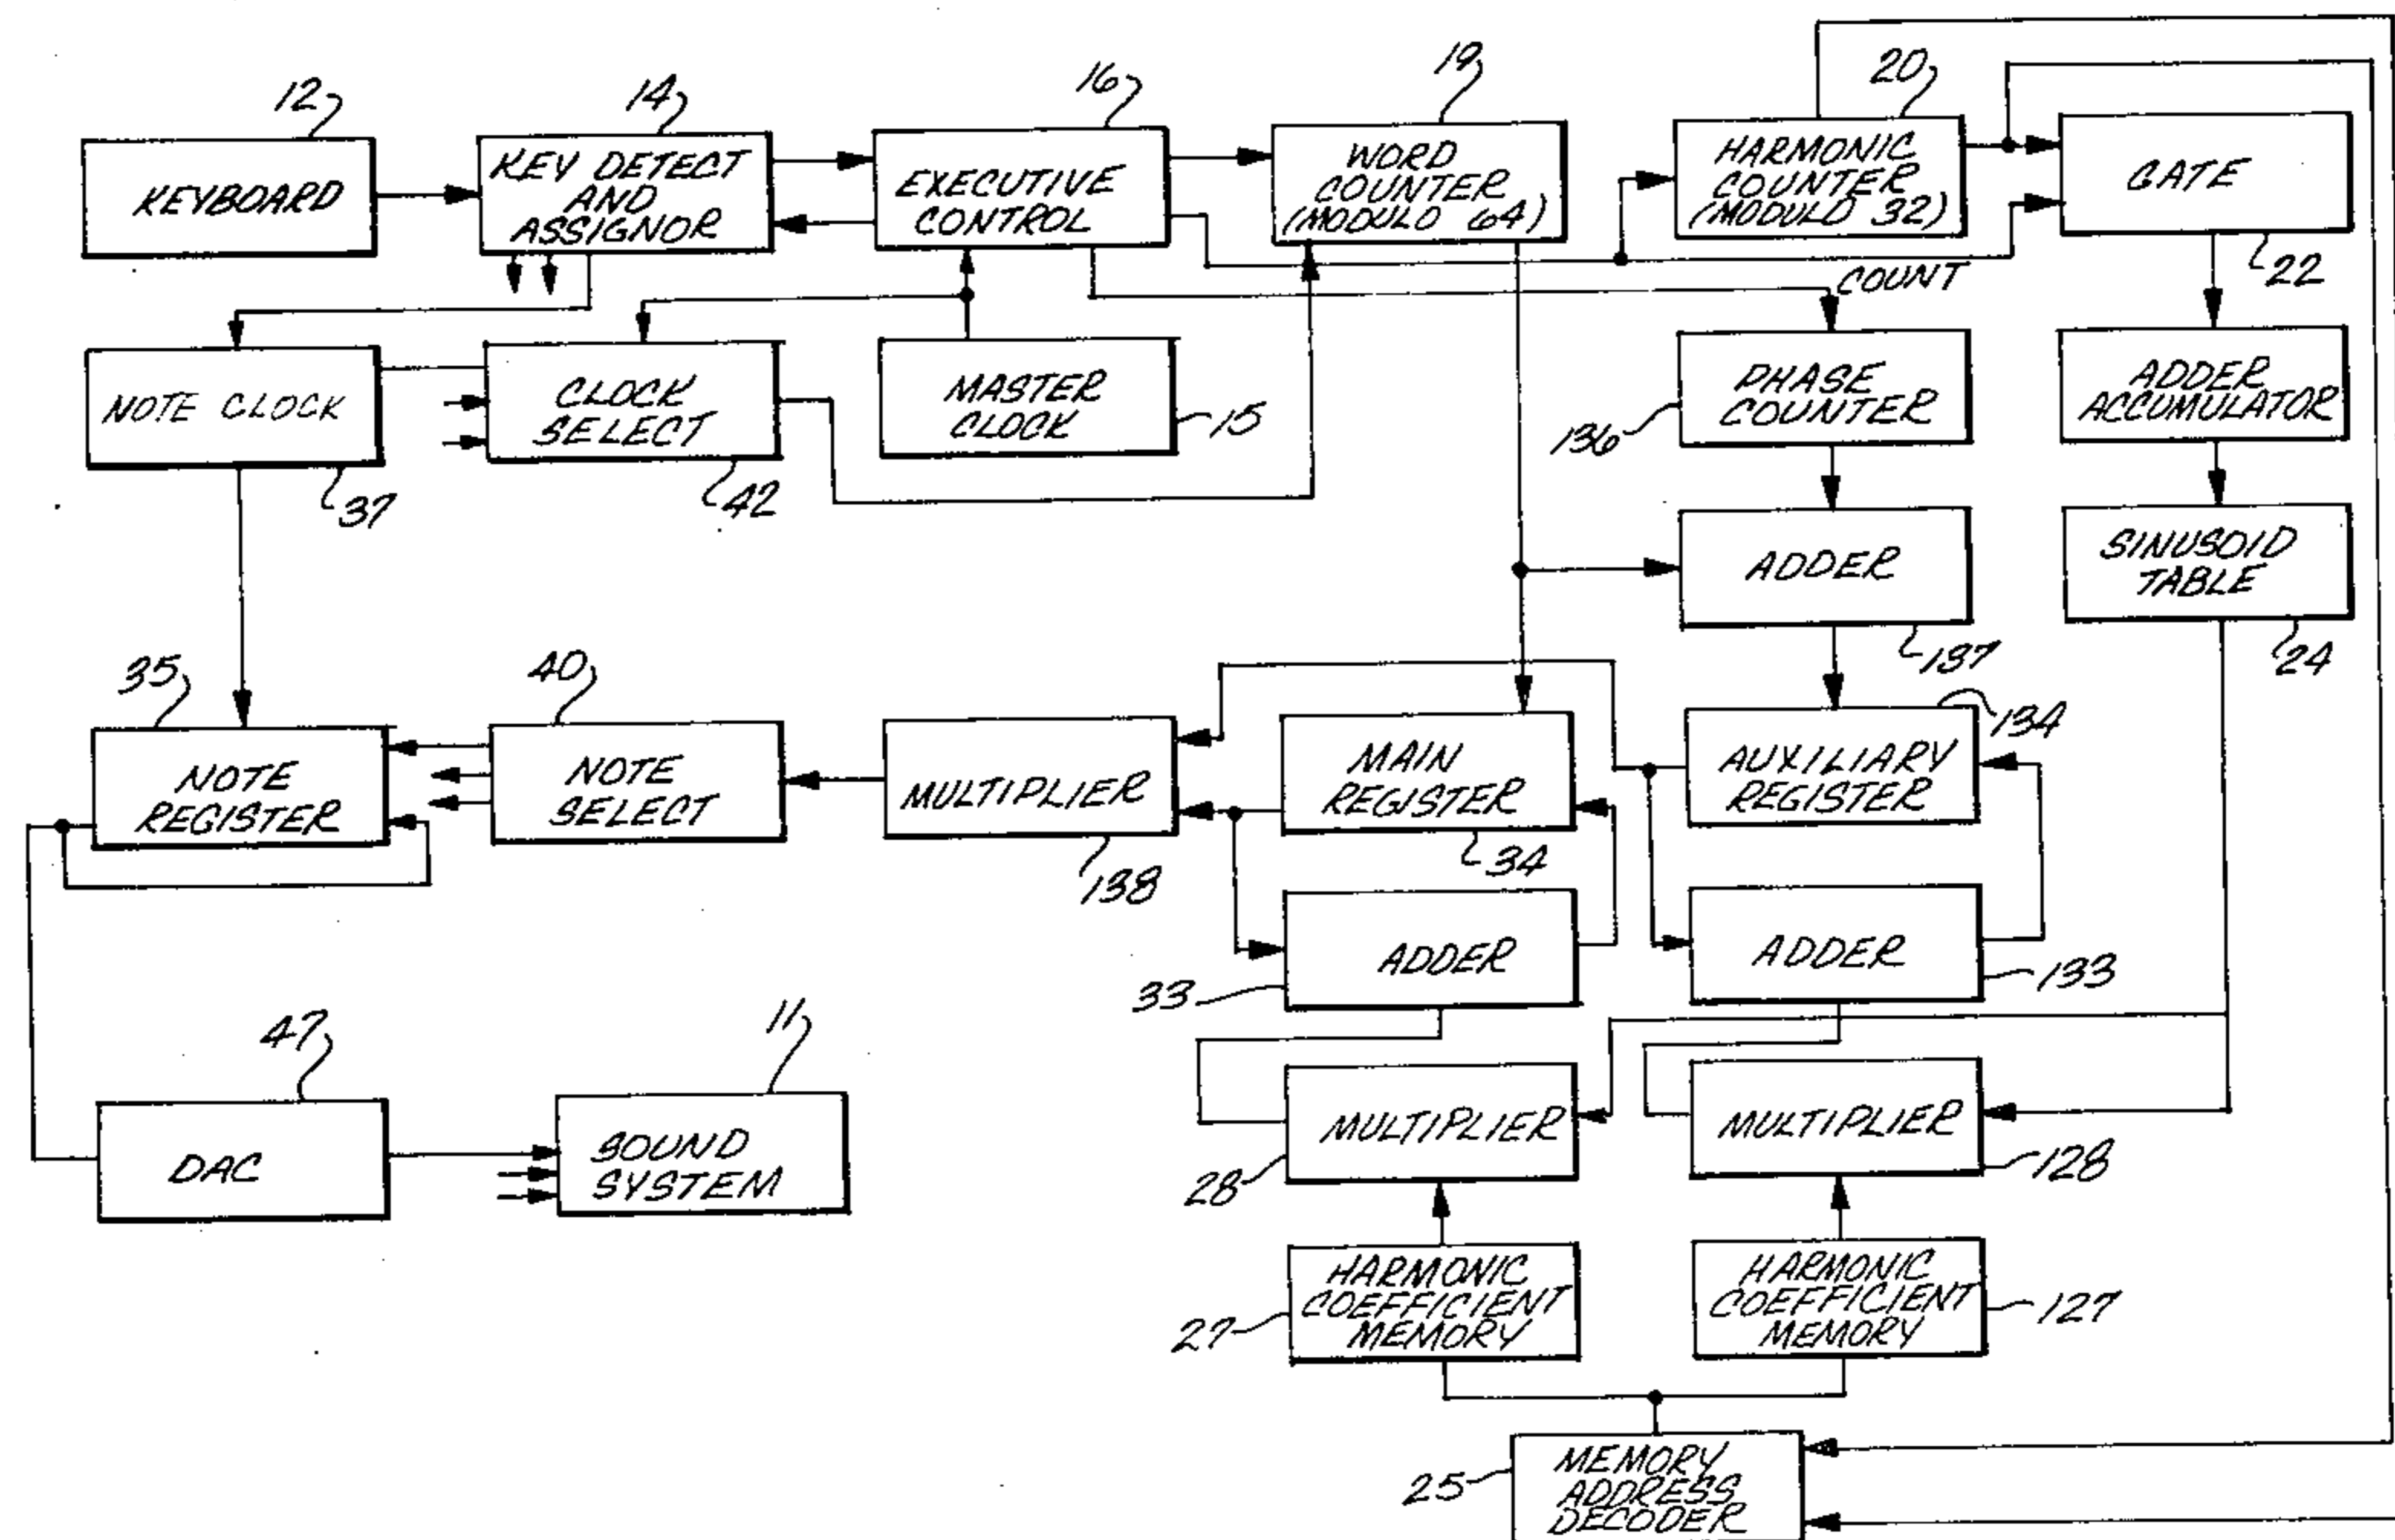 12
KEYBOARD
14
KEY DETECT
AND
ASSIGNOR
16
EXECUTIVE
CONTROL
19
WORD
COUNTER
(MODULO 64)
20
HARMONIC
COUNTER
(MODULO 32)
GATE
22
COUNT
NOTE CLOCK
37
CLOCK
SELECT
42
MASTER
CLOCK
15
PHASE
COUNTER
136
ADDER
ACCUMULATOR
ADDER
137
SINUSOID
TABLE
24
35
NOTE
REGISTER
40
NOTE
SELECT
MULTIPLIER
138
MAIN
REGISTER
34
134
AUXILIARY
REGISTER
ADDER
33
ADDER
133
47
DAC
11
SOUND
SYSTEM
MULTIPLIER
28
MULTIPLIER
128
HARMONIC
COEFFICIENT
MEMORY
27
HARMONIC
COEFFICIENT
MEMORY
127
25
MEMORY
ADDRESS
DECODER